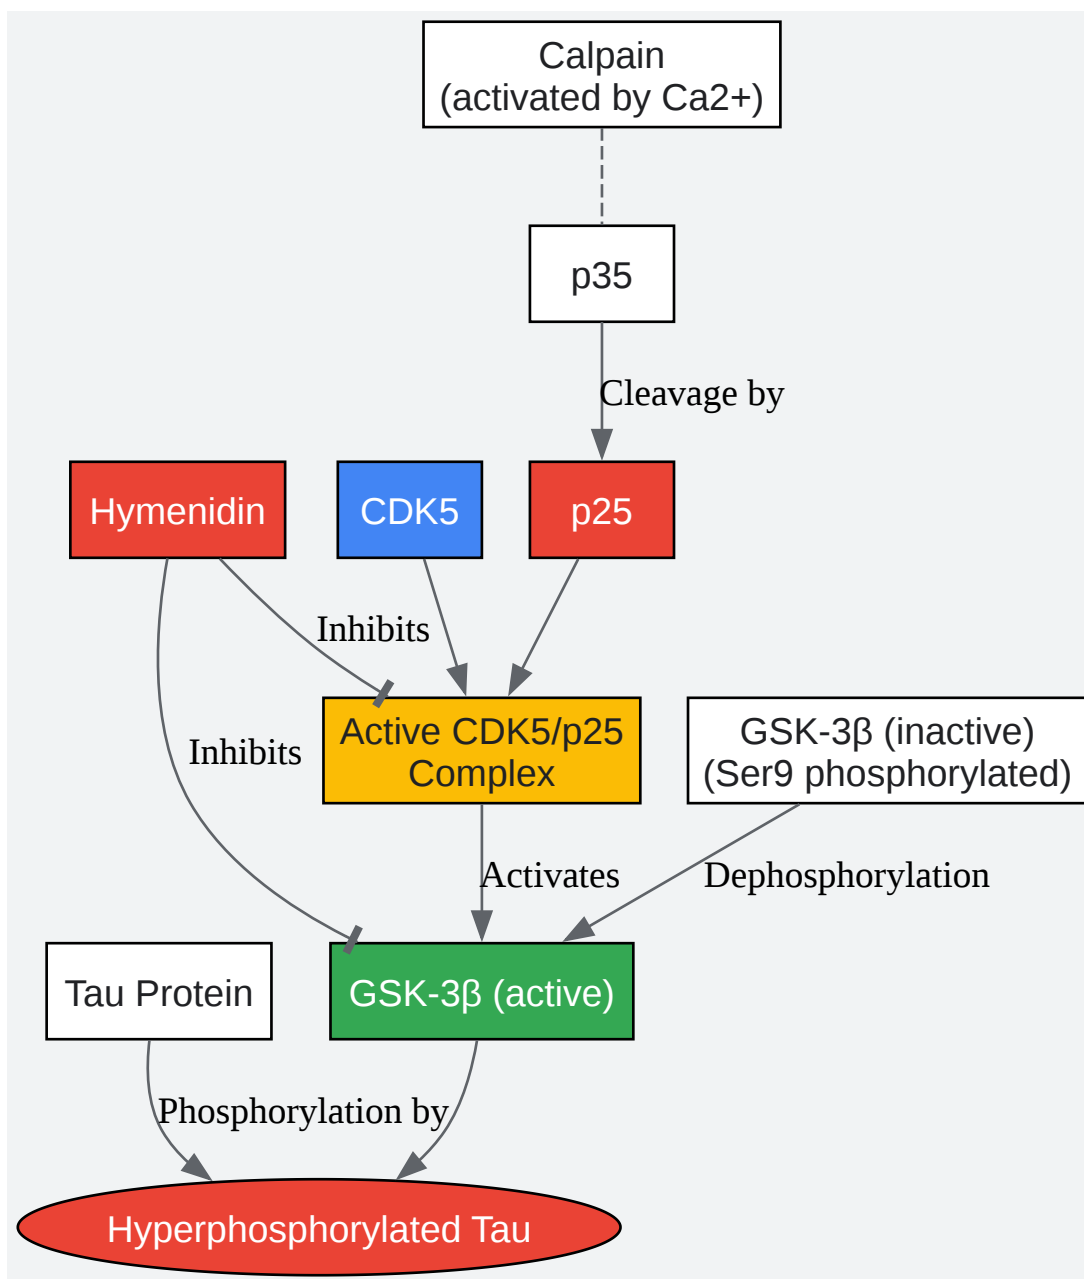 Calpain
(activated by Ca2+)
p35
Cleavage by
Hymenidin
CDK5
p25
Inhibits
Inhibits
Active CDK5/p25
Complex
GSK-3β (inactive)
(Ser9 phosphorylated)
Activates
Dephosphorylation
Tau Protein
GSK-3β (active)
Phosphorylation by
Hyperphosphorylated Tau